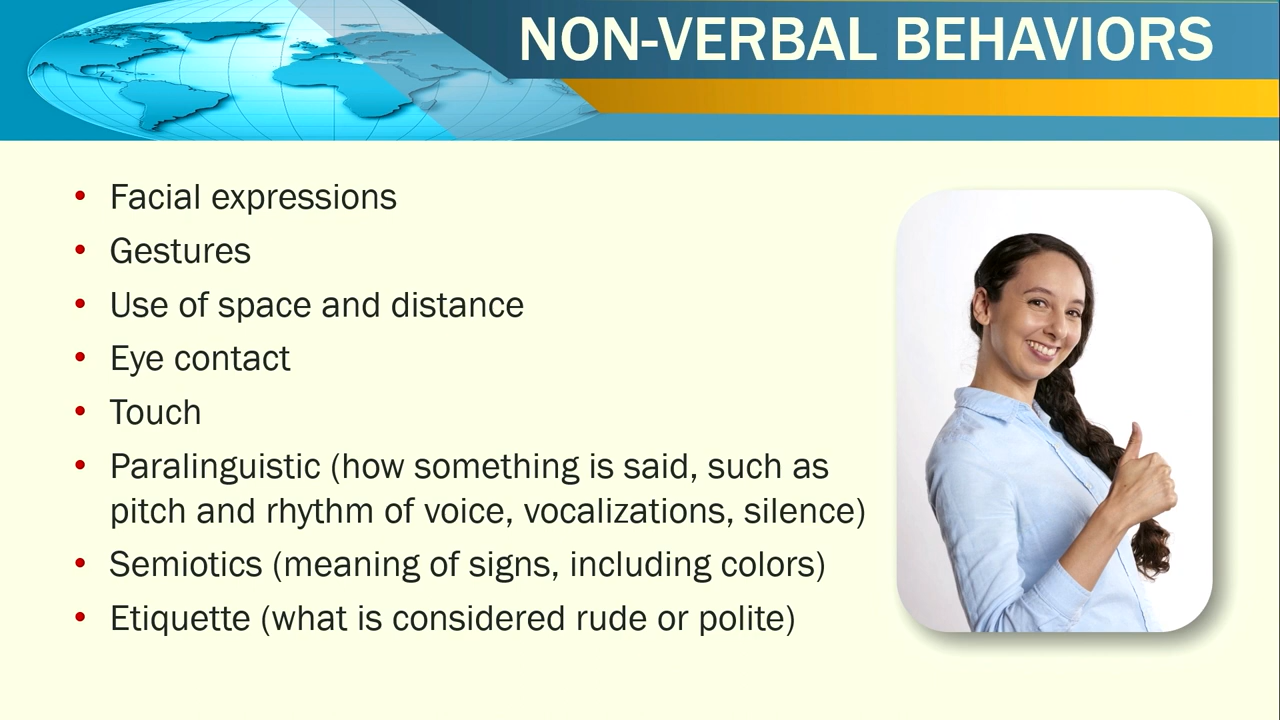 NON-VERBAL BEHAVIORS
• Facial expressions
• Gestures
• Use of space and distance
• Eye contact
• Touch
• Paralinguistic (how something is said, such as
pitch and rhythm of voice, vocalizations, silence)
• Semiotics (meaning of signs, including colors)
• Etiquette (what is considered rude or polite)